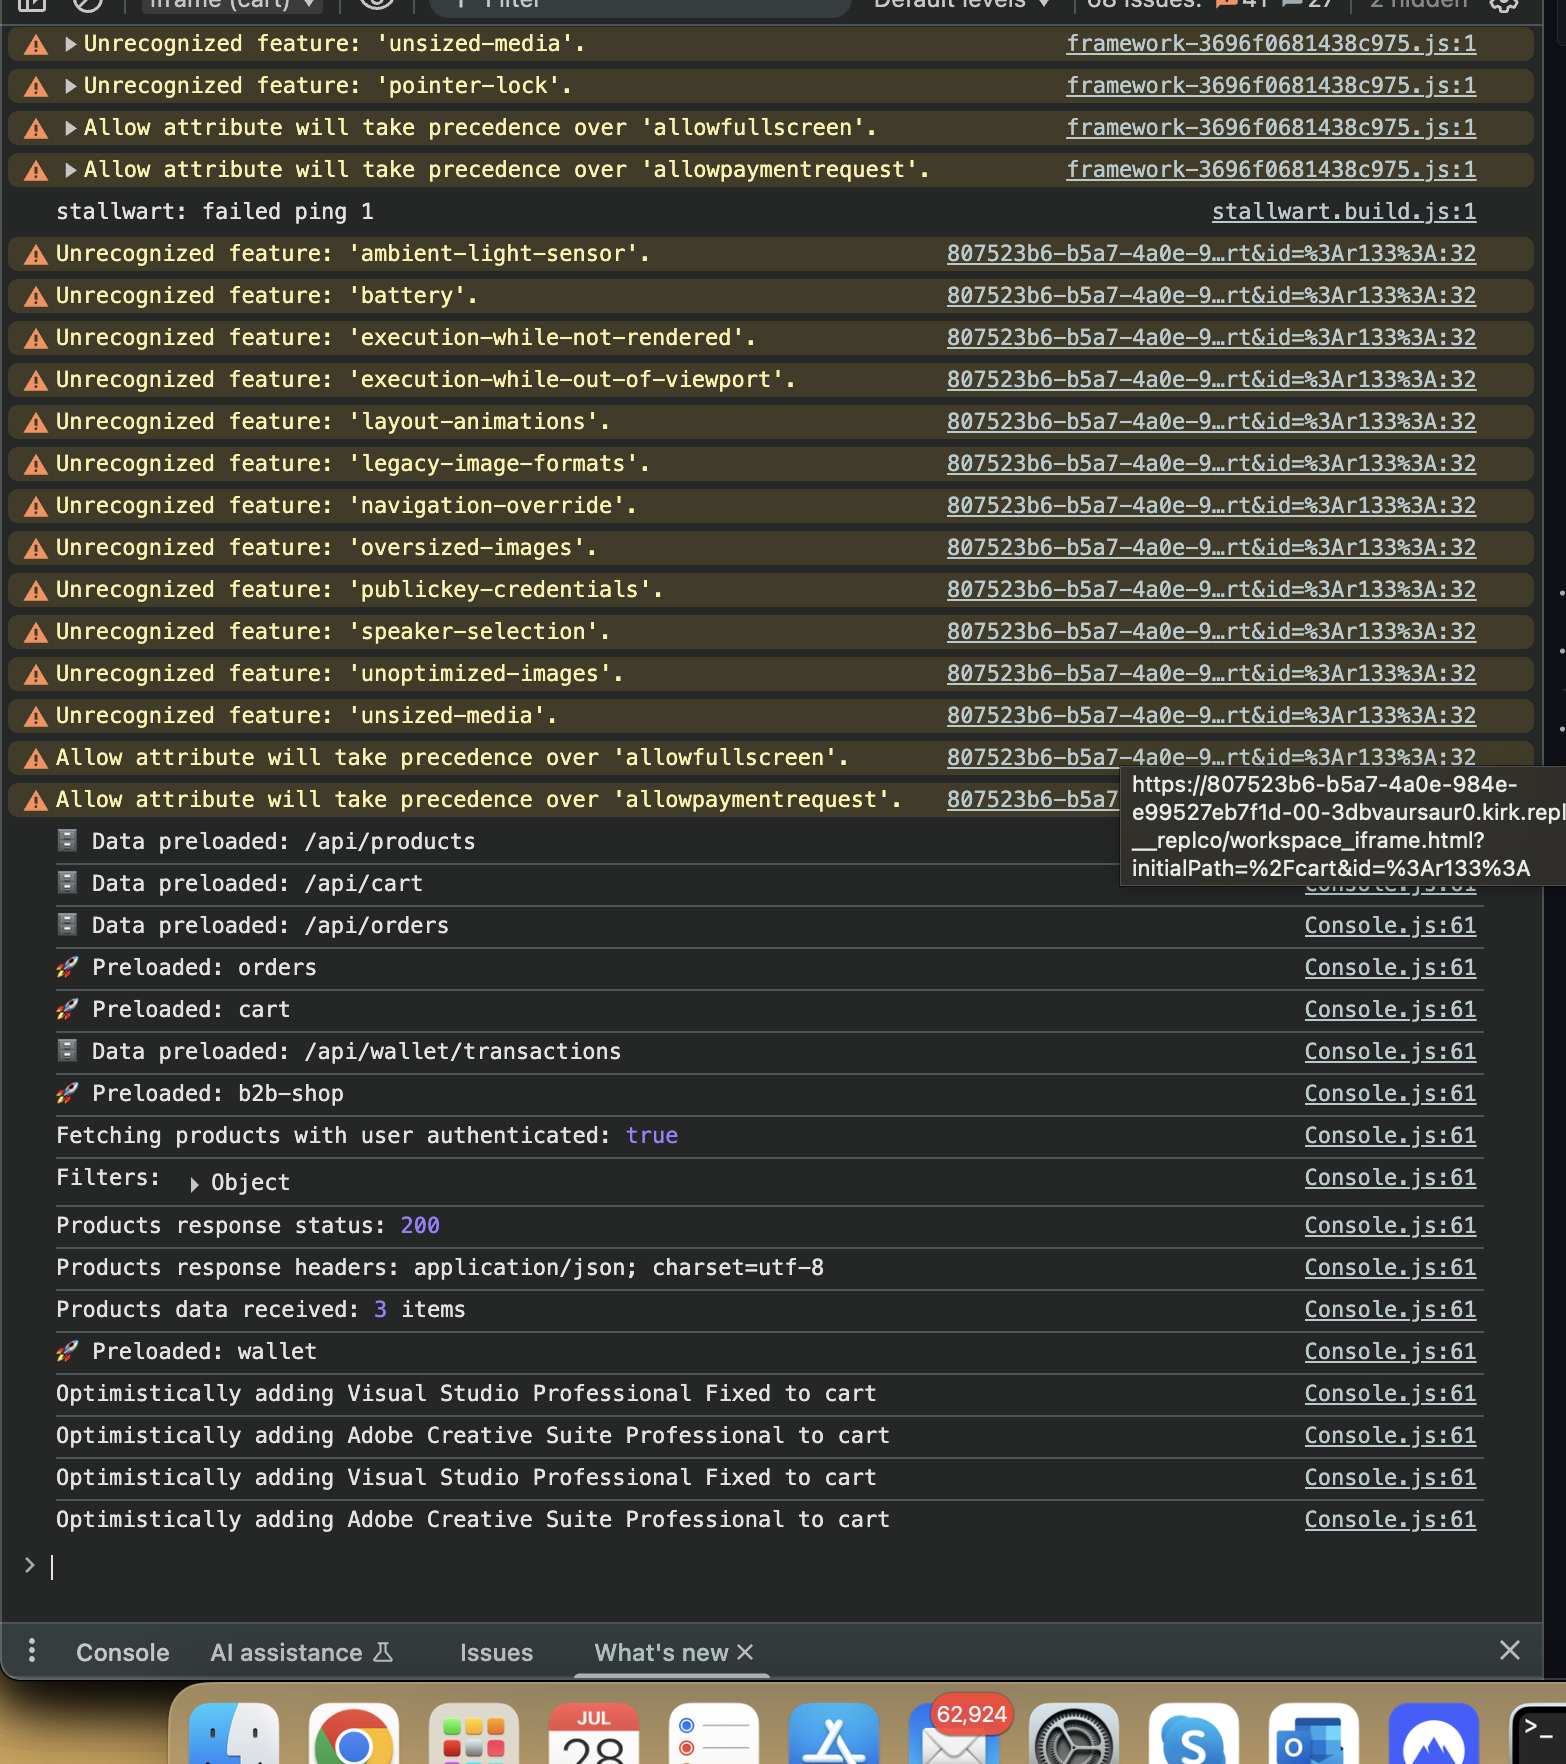 iframe (cart) ▼ Filter Default levels ▼ 68 Issues: 41 27 2 hidden
Unrecognized feature: 'unsized-media'. framework-3696f0681438c975.js:1
Unrecognized feature: 'pointer-lock'. framework-3696f0681438c975.js:1
Allow attribute will take precedence over 'allowfullscreen'. framework-3696f0681438c975.js:1
Allow attribute will take precedence over 'allowpaymentrequest'. framework-3696f0681438c975.js:1
stallwart: failed ping 1 stallwart.build.js:1
Unrecognized feature: 'ambient-light-sensor'. 807523b6-b5a7-4a0e-9…rt&id=%3Ar133%3A:32
Unrecognized feature: 'battery'. 807523b6-b5a7-4a0e-9…rt&id=%3Ar133%3A:32
Unrecognized feature: 'execution-while-not-rendered'. 807523b6-b5a7-4a0e-9…rt&id=%3Ar133%3A:32
Unrecognized feature: 'execution-while-out-of-viewport'. 807523b6-b5a7-4a0e-9…rt&id=%3Ar133%3A:32
Unrecognized feature: 'layout-animations'. 807523b6-b5a7-4a0e-9…rt&id=%3Ar133%3A:32
Unrecognized feature: 'legacy-image-formats'. 807523b6-b5a7-4a0e-9…rt&id=%3Ar133%3A:32
Unrecognized feature: 'navigation-override'. 807523b6-b5a7-4a0e-9…rt&id=%3Ar133%3A:32
Unrecognized feature: 'oversized-images'. 807523b6-b5a7-4a0e-9…rt&id=%3Ar133%3A:32
Unrecognized feature: 'publickey-credentials'. 807523b6-b5a7-4a0e-9…rt&id=%3Ar133%3A:32
Unrecognized feature: 'speaker-selection'. 807523b6-b5a7-4a0e-9…rt&id=%3Ar133%3A:32
Unrecognized feature: 'unoptimized-images'. 807523b6-b5a7-4a0e-9…rt&id=%3Ar133%3A:32
Unrecognized feature: 'unsized-media'. 807523b6-b5a7-4a0e-9…rt&id=%3Ar133%3A:32
Allow attribute will take precedence over 'allowfullscreen'. 807523b6-b5a7-4a0e-9…rt&id=%3Ar133%3A:32
Allow attribute will take precedence over 'allowpaymentrequest'. 807523b6-b5a7
https://807523b6-b5a7-4a0e-984e-
e99527eb7f1d-00-3dbvaursaur0.kirk.repl
__replco/workspace_iframe.html?
initialPath=%2Fcart&id=%3Ar133%3A
Data preloaded: /api/products
Data preloaded: /api/cart Console.js:61
Data preloaded: /api/orders Console.js:61
Preloaded: orders Console.js:61
Preloaded: cart Console.js:61
Data preloaded: /api/wallet/transactions Console.js:61
Preloaded: b2b-shop Console.js:61
Fetching products with user authenticated: true Console.js:61
Filters: Object Console.js:61
Products response status: 200 Console.js:61
Products response headers: application/json; charset=utf-8 Console.js:61
Products data received: 3 items Console.js:61
Preloaded: wallet Console.js:61
Optimistically adding Visual Studio Professional Fixed to cart Console.js:61
Optimistically adding Adobe Creative Suite Professional to cart Console.js:61
Optimistically adding Visual Studio Professional Fixed to cart Console.js:61
Optimistically adding Adobe Creative Suite Professional to cart Console.js:61
>
Console AI assistance Issues What's new
JUL
28
62,924
S
O
>_